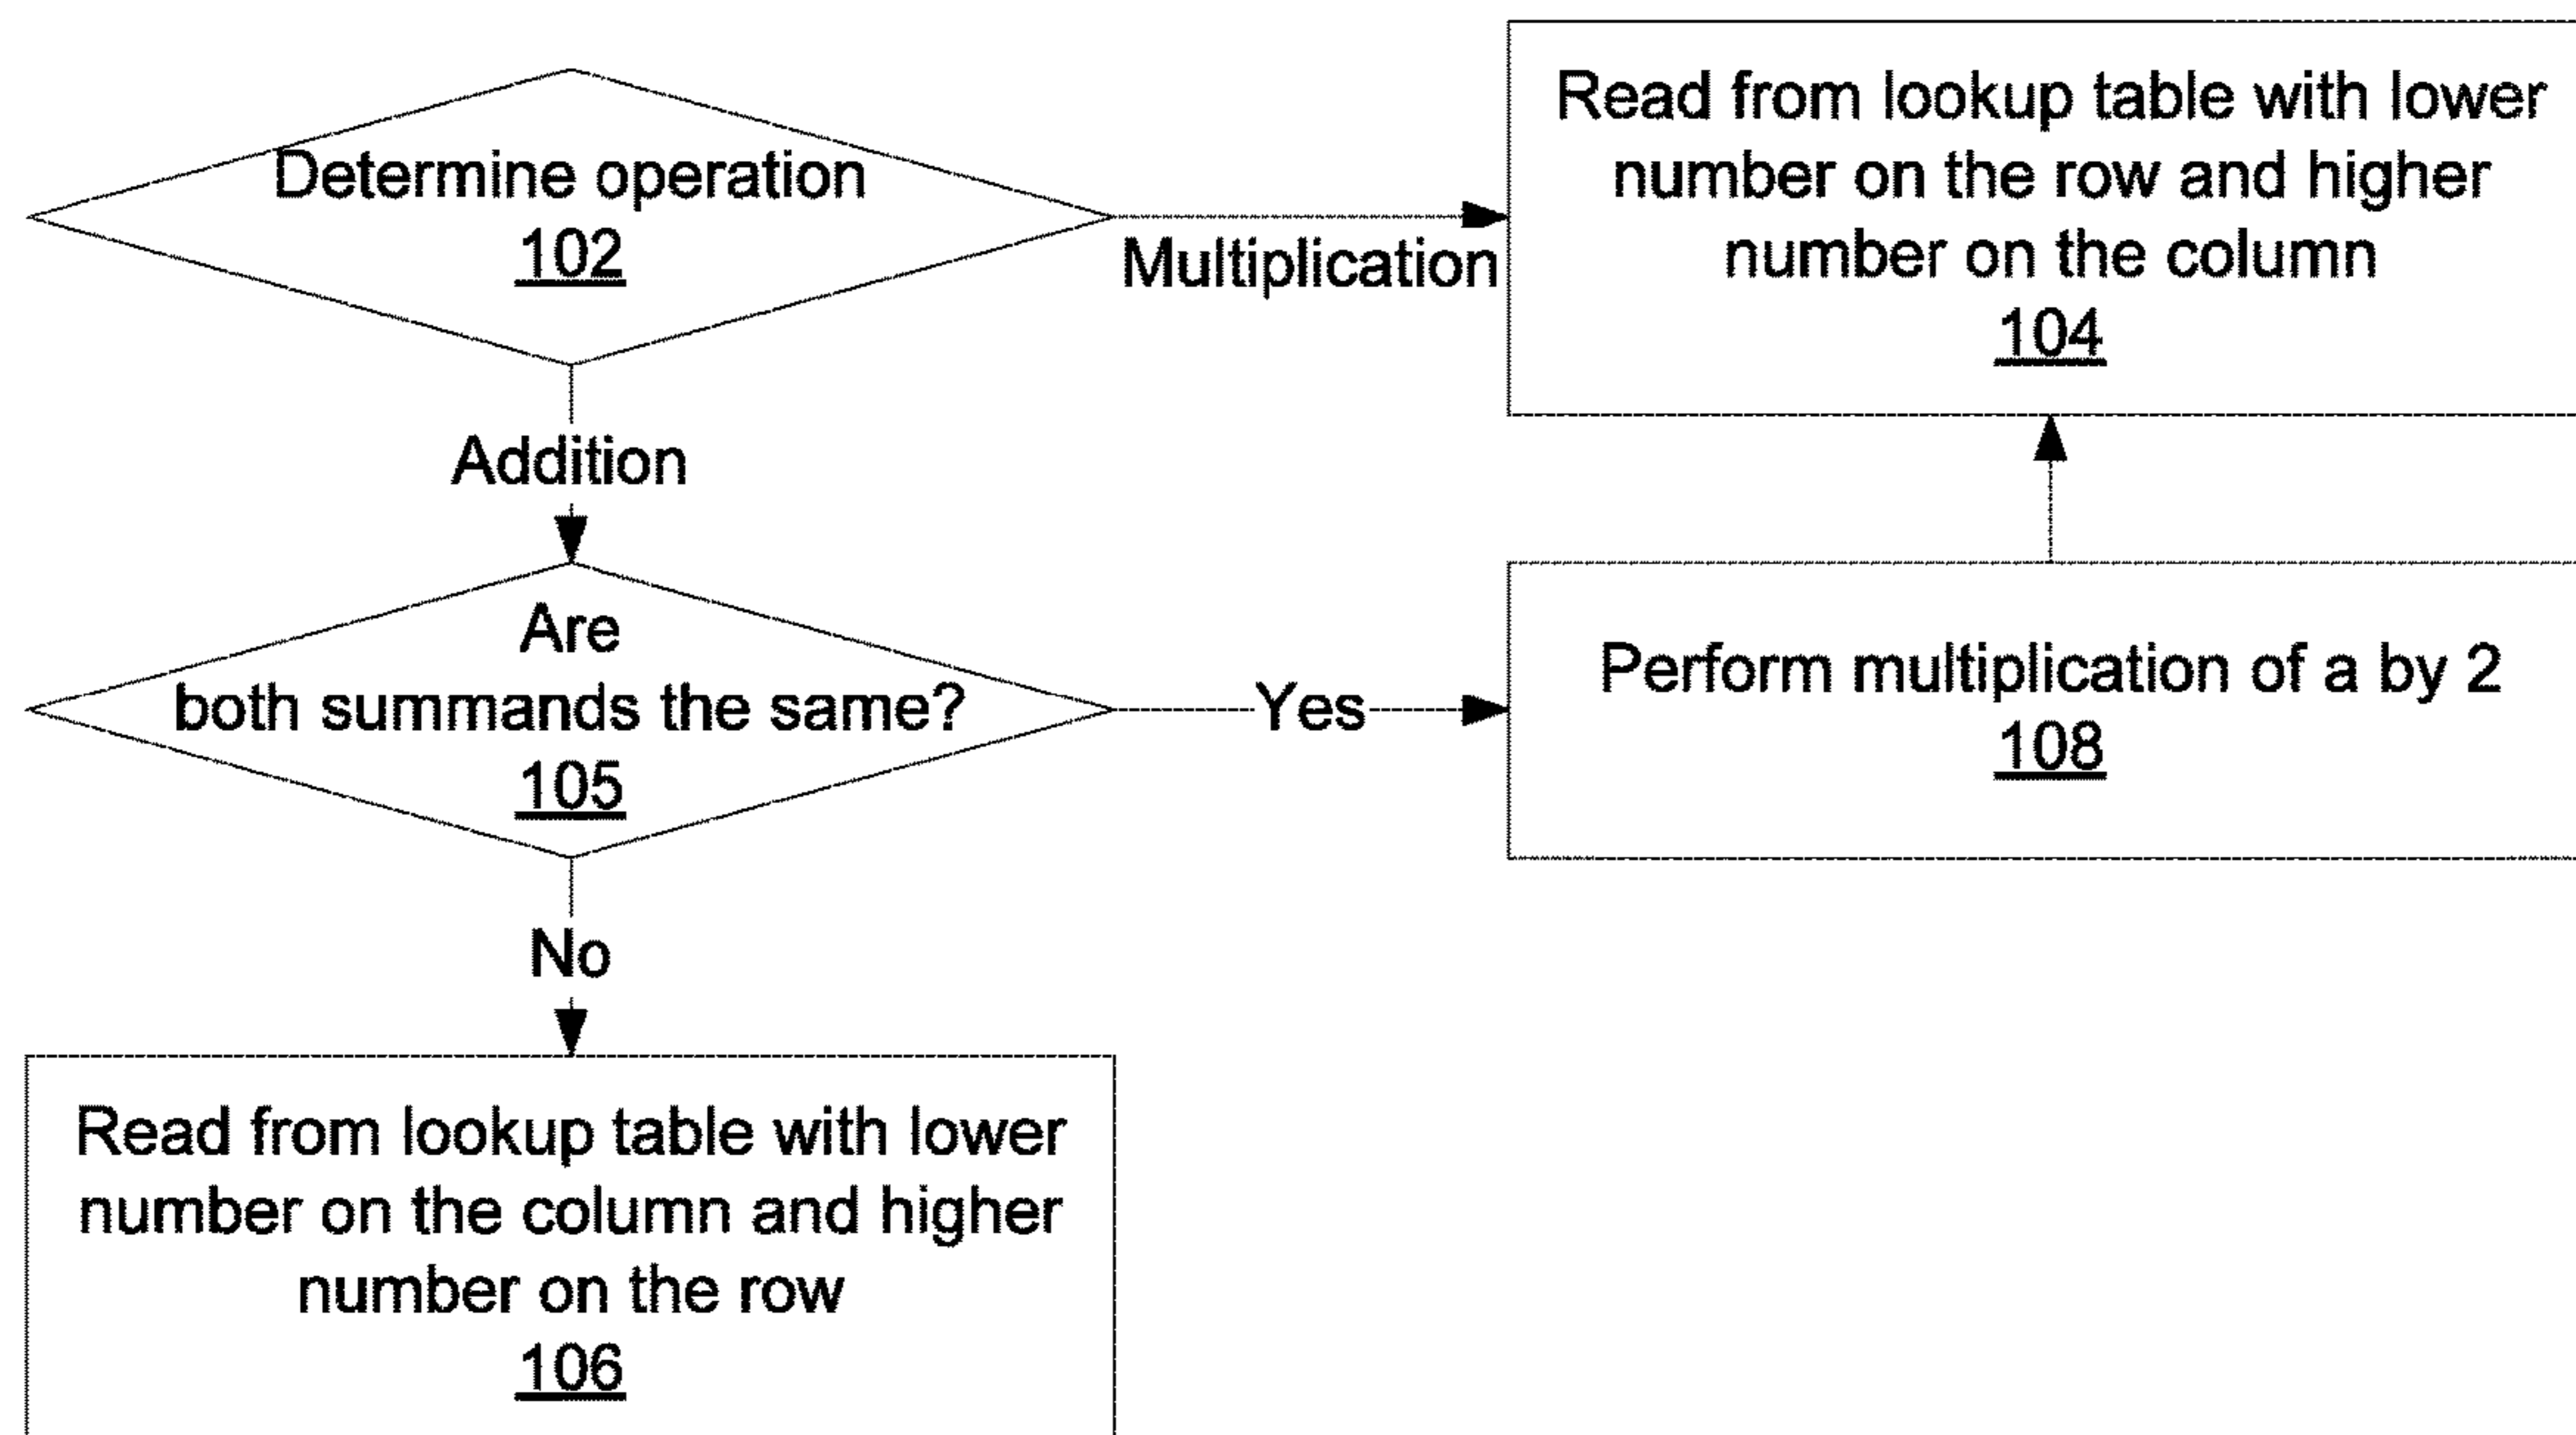 Determine operation
102
Multiplication
Read from lookup table with lower
number on the row and higher
number on the column
104
Addition
Are
both summands the same?
105
Yes
Perform multiplication of a by 2
108
No
Read from lookup table with lower
number on the column and higher
number on the row
106